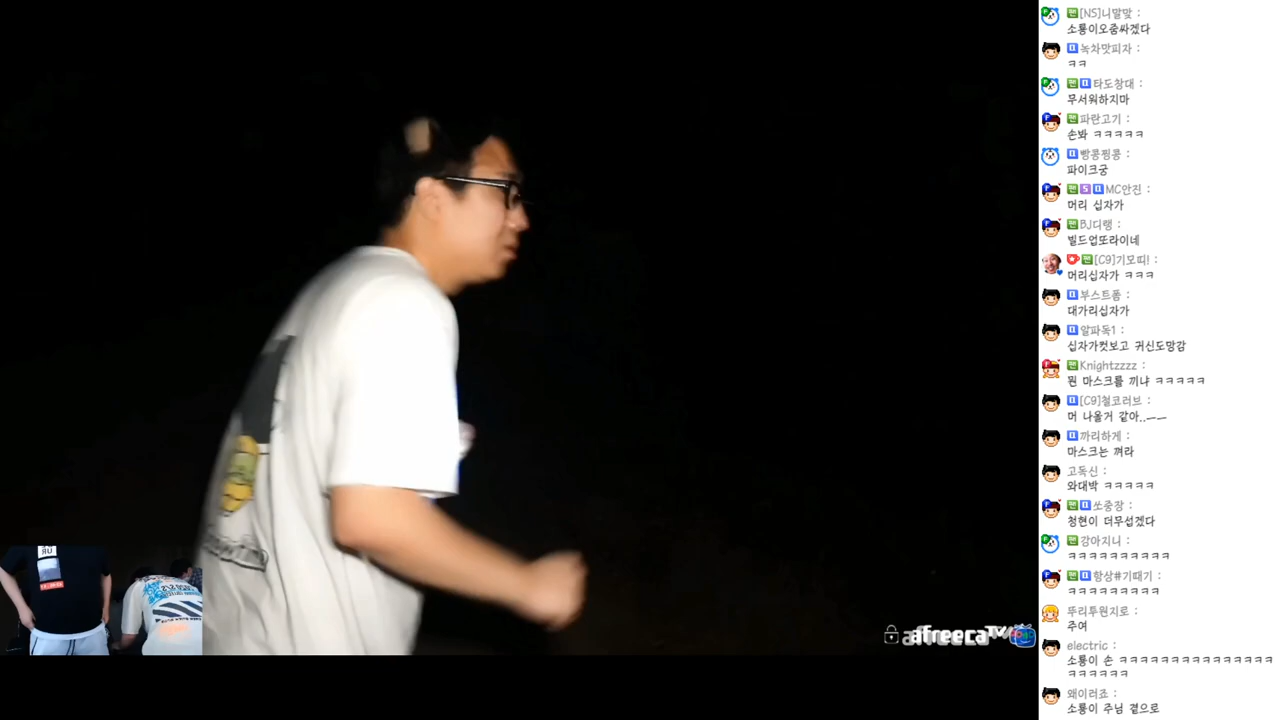 [NS]니말맞 :
소룡이오줌싸겠다
녹차맛피자 :
ㅋㅋ
타도창대 :
무서워하지마
파란고기 :
손봐 ㅋㅋㅋㅋㅋ
빵콩찡콩 :
파이크궁
MC안진 :
머리 십자가
BJ디랭 :
빌드업또라이네
[C9]기모띠! :
머리십자가 ㅋㅋㅋ
부스트폼 :
대가리십자가
알파독1 :
십자가컷보고 귀신도망감
Knightzzzz :
뭔 마스크를 끼냐 ㅋㅋㅋㅋㅋ
[C9]철코러브 :
머 나올거 같아..ㅡㅡ
까리하게 :
마스크는 껴라
고독신 :
와대박 ㅋㅋㅋㅋㅋ
쏘중장 :
청현이 더무섭겠다
강아지니 :
ㅋㅋㅋㅋㅋㅋㅋㅋㅋㅋ
항상#기때기 :
ㅋㅋㅋㅋㅋㅋㅋㅋㅋ
뚜리투원지로 :
주여
electric :
소룡이 손 ㅋㅋㅋㅋㅋㅋㅋㅋㅋㅋㅋㅋㅋㅋㅋ
ㅋㅋㅋㅋㅋㅋ
왜이러죠 :
소룡이 주님 곁으로
afreecaTV